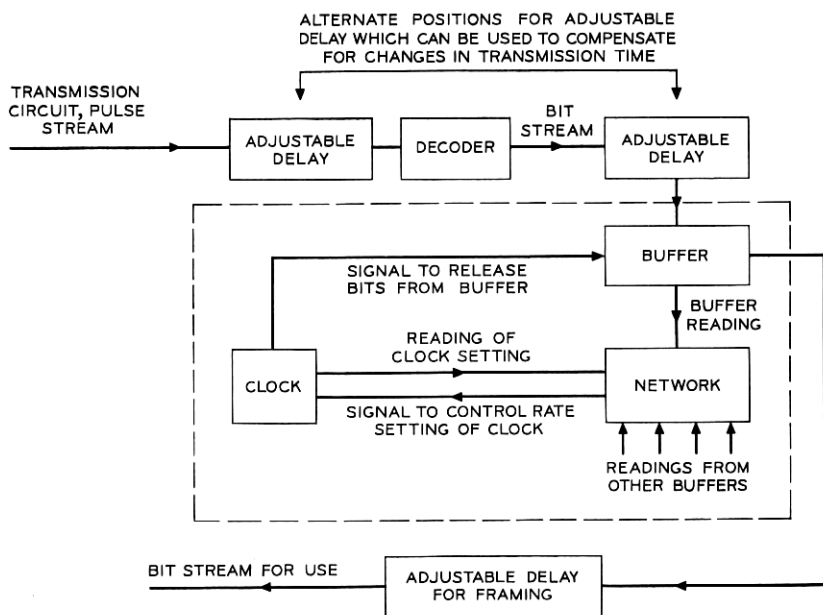 ALTERNATE POSITIONS FOR ADJUSTABLE
DELAY WHICH CAN BE USED TO COMPENSATE
FOR CHANGES IN TRANSMISSION TIME
TRANSMISSION
CIRCUIT, PULSE
STREAM
ADJUSTABLE
DELAY
DECODER
BIT
STREAM
ADJUSTABLE
DELAY
BUFFER
SIGNAL TO RELEASE
BITS FROM BUFFER
BUFFER
READING
READING OF
CLOCK SETTING
CLOCK
NETWORK
SIGNAL TO CONTROL RATE
SETTING OF CLOCK
READINGS FROM
OTHER BUFFERS
BIT STREAM FOR USE
ADJUSTABLE DELAY
FOR FRAMING